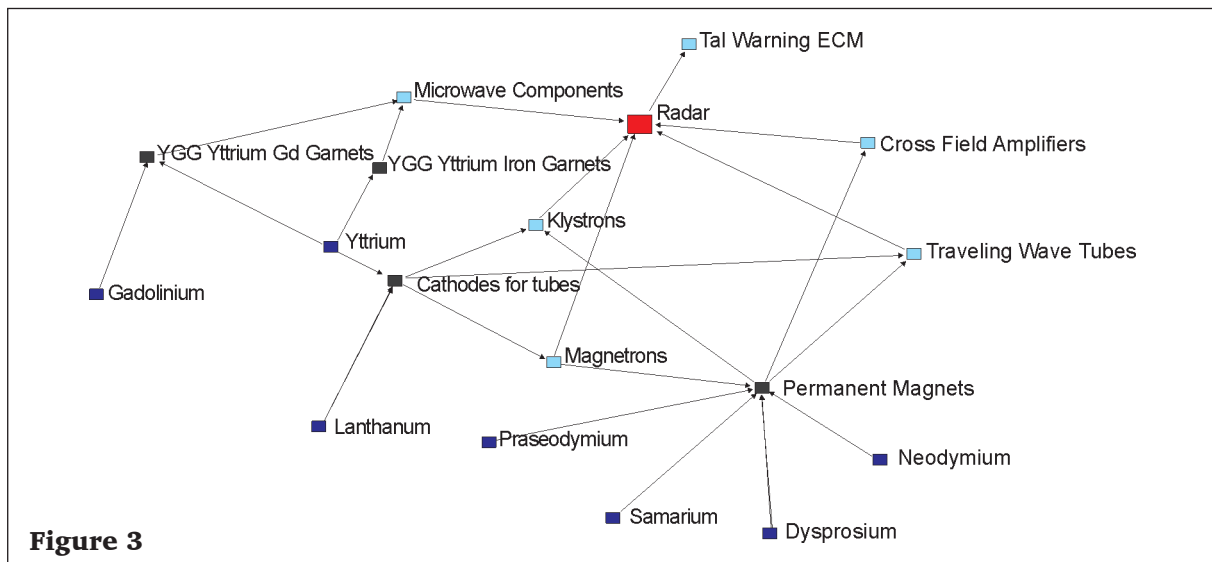 Tal Warning ECM
Microwave Components
Radar
Cross Field Amplifiers
YGG Yttrium Gd Garnets
YGG Yttrium Iron Garnets
Klystrons
Yttrium
Traveling Wave Tubes
Cathodes for tubes
Gadolinium
Magnetrons
Permanent Magnets
Lanthanum
Praseodymium
Neodymium
Samarium
Dysprosium
Figure 3